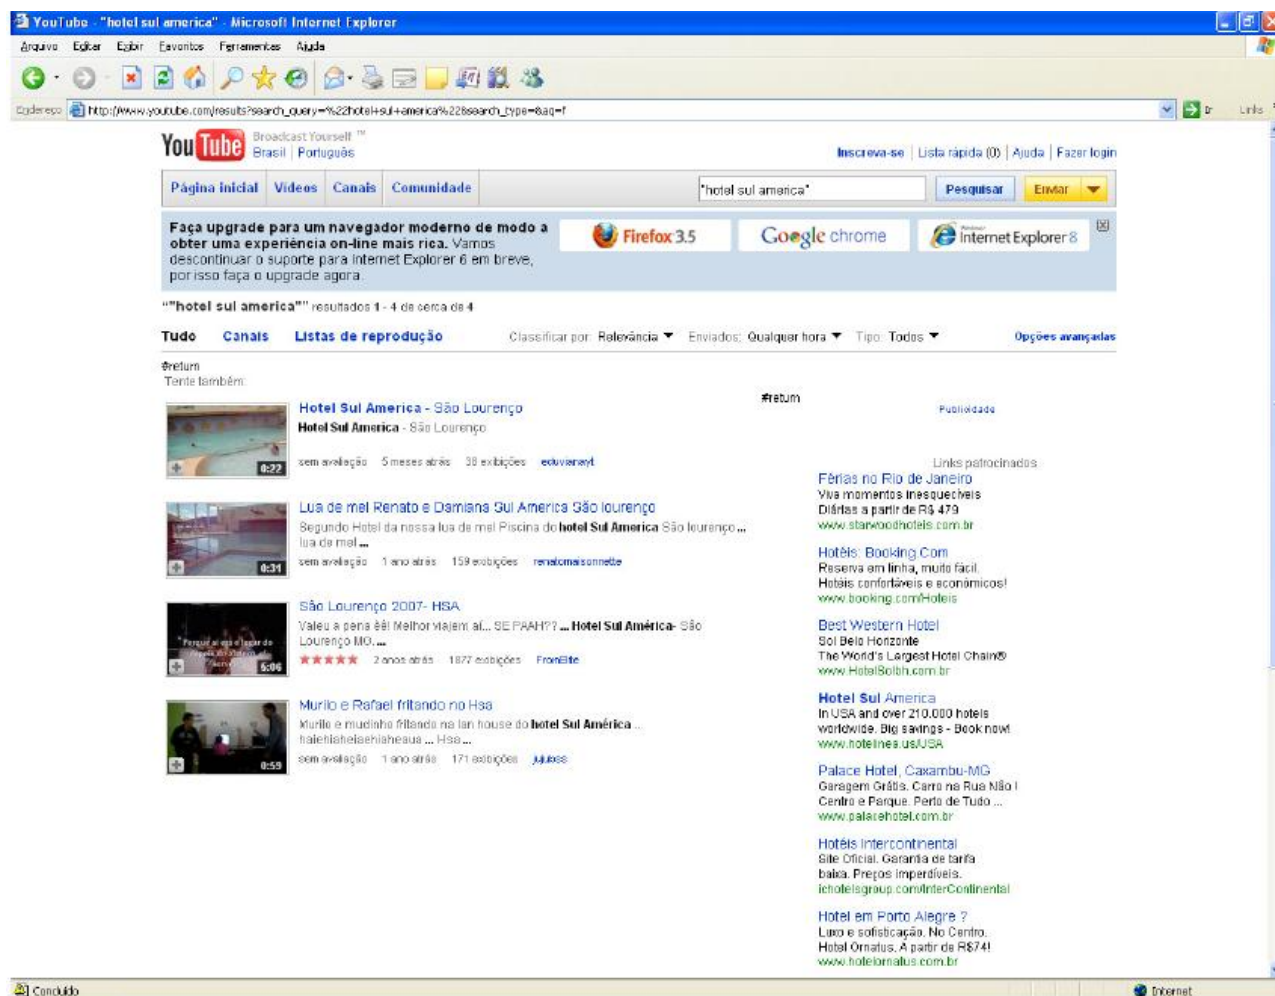 YouTube - "hotel sul america" - Microsoft Internet Explorer
Arquivo Editar Exibir Favoritos Ferramentas Ajuda
Endereço http://www.youtube.com/results?search_query=%22hotel+sul+america%22&search_type=&aq=f Ir Links
YouTube Broadcast Yourself ™
Brasil | Português
Inscreva-se | Lista rápida (0) | Ajuda | Fazer login
Página inicial Vídeos Canais Comunidade "hotel sul america" Pesquisar Enviar
Faça upgrade para um navegador moderno de modo a
obter uma experiência on-line mais rica. Vamos
descontinuar o suporte para Internet Explorer 6 em breve,
por isso faça o upgrade agora.
Firefox 3.5 Google chrome Windows Internet Explorer 8
""hotel sul america"" resultados 1 - 4 de cerca de 4
Tudo Canais Listas de reprodução Classificar por: Relevância Enviados: Qualquer hora Tipo: Todos Opções avançadas
#return
Tente também:
Hotel Sul America - São Lourenço
Hotel Sul America - São Lourenço
sem avaliação 5 meses atrás 38 exibições eduvianayt
0:22
Lua de mel Renato e Damiana Sul America São lourenço
Segundo Hotel da nossa lua de mel Piscina do hotel Sul America São lourenço ...
lua de mel ...
sem avaliação 1 ano atrás 159 exibições renatomaisonnette
0:31
São Lourenço 2007- HSA
Valeu a pena êê! Melhor viajem aí... SE PAAH?? ... Hotel Sul América- São
Lourenço MG. ...
2 anos atrás 1877 exibições FromElite
6:06
Murilo e Rafael fritando no Hsa
Murilo e mudinho fritando na lan house do hotel Sul América ...
haiehiaheiaehiaheaua ... Hsa ...
sem avaliação 1 ano atrás 171 exibições
0:59
#return
Publicidade
Links patrocinados
Férias no Rio de Janeiro
Viva momentos inesquecíveis
Diárias a partir de R$ 479
www.starwoodhoteis.com.br
Hotéis: Booking.Com
Reserva em linha, muito fácil.
Hotéis confortáveis e económicos!
www.booking.com/Hoteis
Best Western Hotel
Sol Belo Horizonte
The World's Largest Hotel Chain®
www.HotelSolbh.com.br
Hotel Sul America
In USA and over 210.000 hotels
worldwide. Big savings - Book now!
www.hotelnea.us/USA
Palace Hotel, Caxambu-MG
Garagem Grátis. Carro na Rua Não !
Centro e Parque. Perto de Tudo ...
www.palacehotel.com.br
Hotéis Intercontinental
Site Oficial. Garantia de tarifa
baixa. Preços imperdíveis.
ichotelsgroup.com/InterContinental
Hotel em Porto Alegre ?
Luxo e sofisticação. No Centro.
Hotel Ornatus. A partir de R$74!
www.hotelornatus.com.br
Concluído Internet